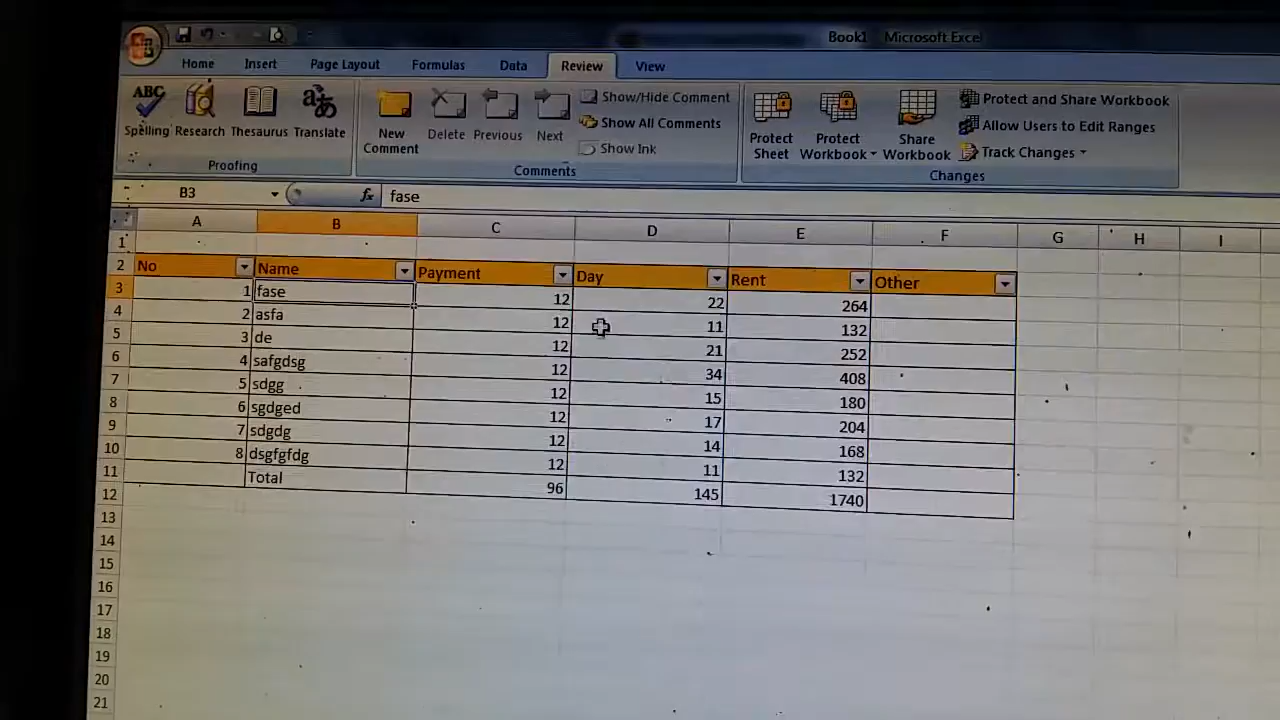 Book1 Microsoft Excel
Home Insert Page Layout Formulas Data Review View
ABC
Spelling Research Thesaurus Translate
Proofing
New Comment Delete Previous Next
Show/Hide Comment
Show All Comments
Show Ink
Comments
Protect Sheet Protect Workbook Share Workbook
Protect and Share Workbook
Allow Users to Edit Ranges
Track Changes
Changes
B3 fx fase
A B C D E F G H I
1
2 No Name Payment Day Rent Other
3 1 fase 12 22 264
4 2 asfa 12 11 132
5 3 de 12 21 252
6 4 safgdsg 12 34 408
7 5 sdgg 12 15 180
8 6 sgdged 12 17 204
9 7 sdgdg 12 14 168
10 8 dsgfgfdg 12 11 132
11 Total 96 145 1740
12
13
14
15
16
17
18
19
20
21